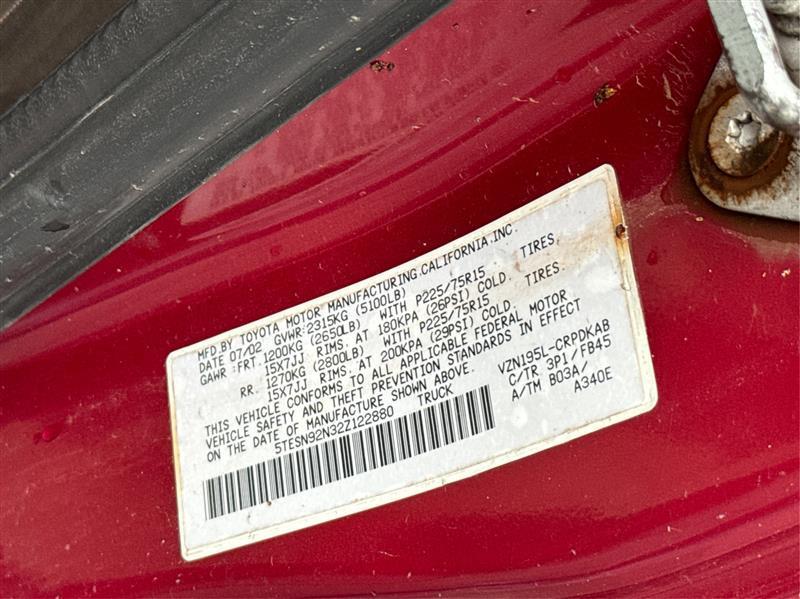 MFD.BY TOYOTA MOTOR MANUFACTURING.CALIFORNIA.INC.
DATE 07/02 GVWR:2315KG (5100LB)
GAWR:FRT.1200KG (2650LB) WITH P225/75R15 TIRES,
15X7JJ RIMS, AT 180KPA (26PSI) COLD.
RR. 1270KG (2800LB) WITH P225/75R15 TIRES.
15X7JJ RIMS, AT 200KPA (29PSI) COLD.
THIS VEHICLE CONFORMS TO ALL APPLICABLE FEDERAL MOTOR
VEHICLE SAFETY AND THEFT PREVENTION STANDARDS IN EFFECT
ON THE DATE OF MANUFACTURE SHOWN ABOVE.
5TESN92N32Z122880 TRUCK
VZN195L-CRPDKAB
C/TR 3P1/FB45
A/TM B03A/
A340E